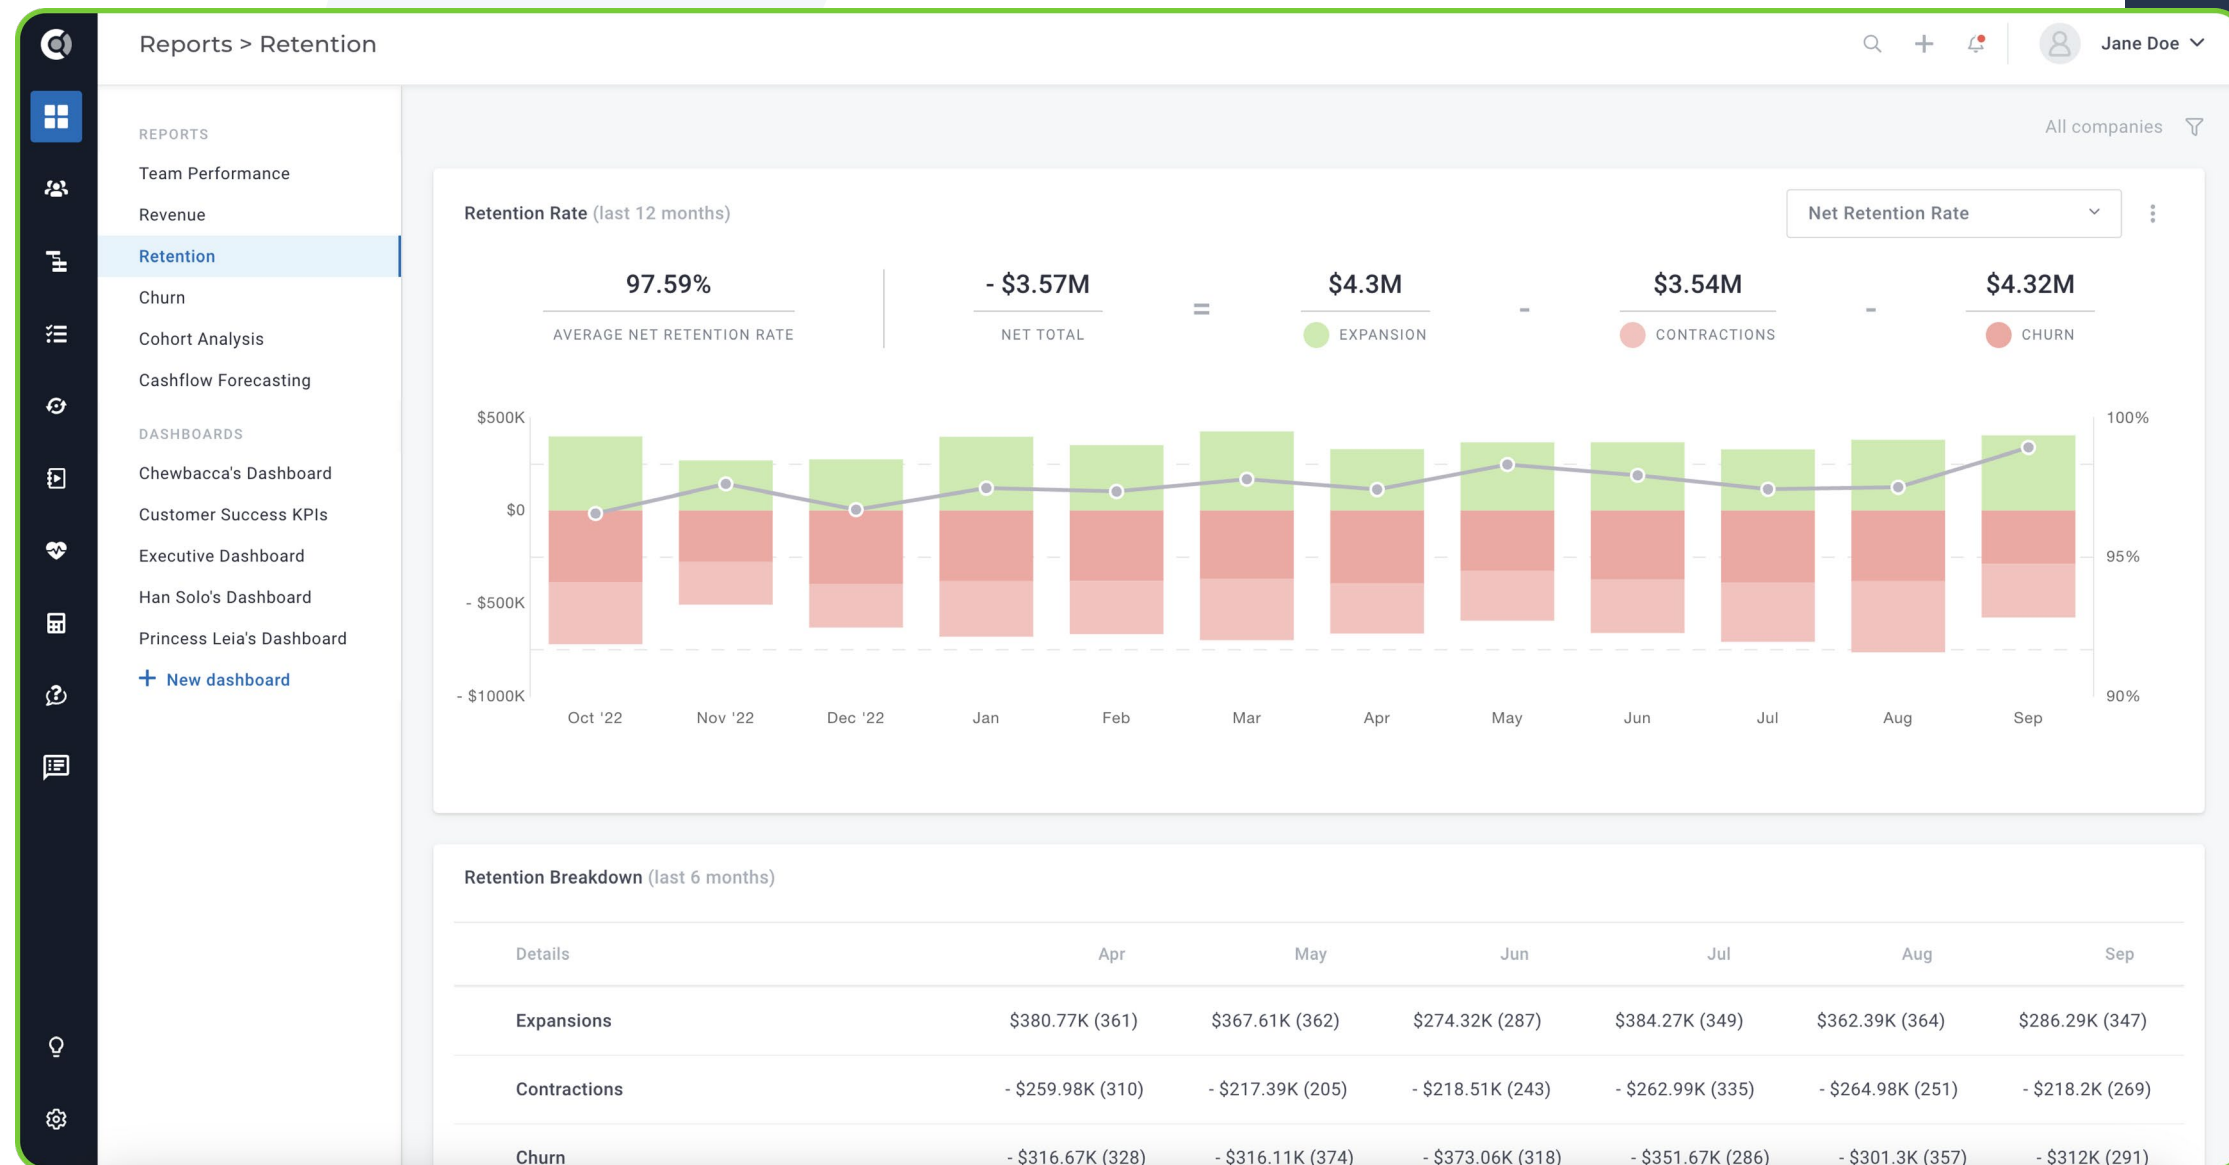 Reports > Retention
Jane Doe
REPORTS
Team Performance
Revenue
Retention
Churn
Cohort Analysis
Cashflow Forecasting
DASHBOARDS
Chewbacca's Dashboard
Customer Success KPIs
Executive Dashboard
Han Solo's Dashboard
Princess Leia's Dashboard
+ New dashboard
All companies
Retention Rate (last 12 months)
Net Retention Rate
97.59% - $3.57M = $4.3M - $3.54M - $4.32M
AVERAGE NET RETENTION RATE NET TOTAL EXPANSION CONTRACTIONS CHURN
$500K 100%
$0
95%
- $500K
- $1000K 90%
Oct '22 Nov '22 Dec '22 Jan Feb Mar Apr May Jun Jul Aug Sep
Retention Breakdown (last 6 months)
Details Apr May Jun Jul Aug Sep
Expansions $380.77K (361) $367.61K (362) $274.32K (287) $384.27K (349) $362.39K (364) $286.29K (347)
Contractions - $259.98K (310) - $217.39K (205) - $218.51K (243) - $262.99K (335) - $264.98K (251) - $218.2K (269)
Churn - $316.67K (328) - $316.11K (374) - $373.06K (318) - $351.67K (286) - $301.3K (357) - $312K (291)